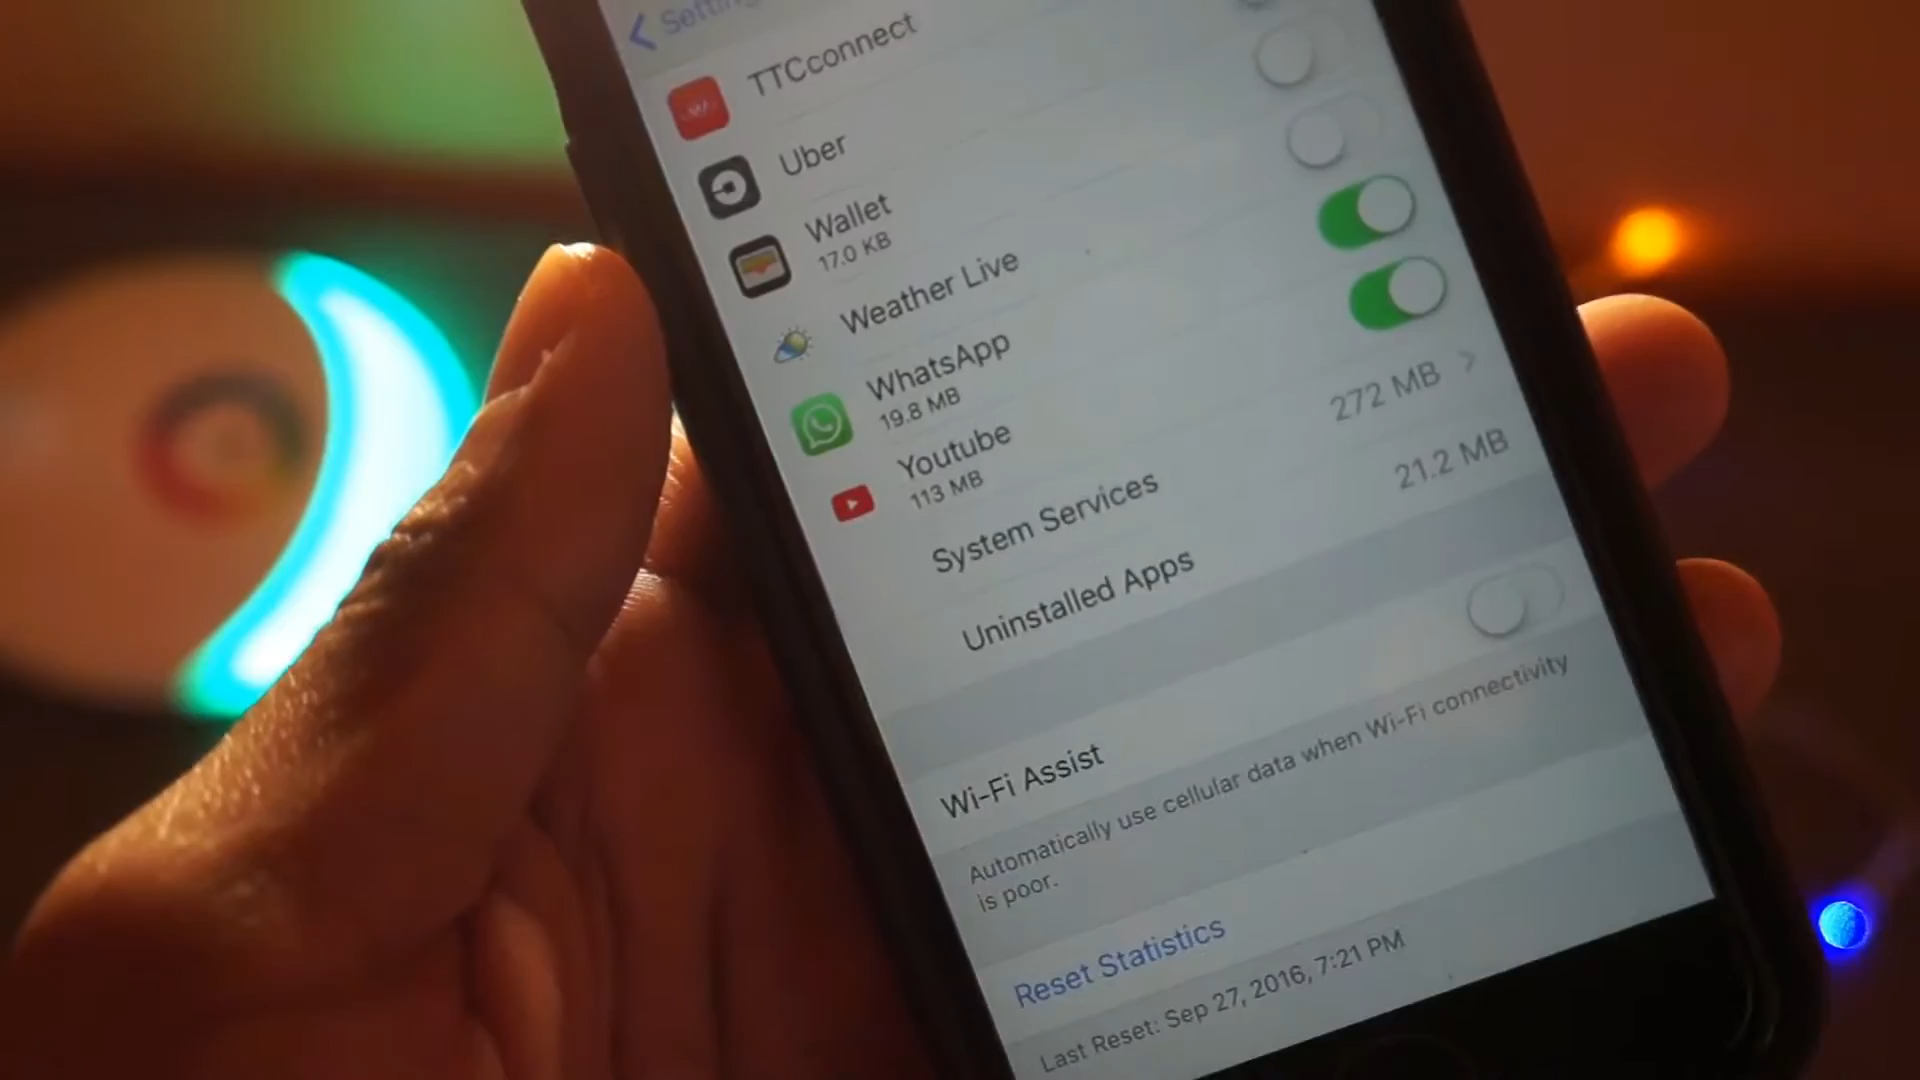 Settings
TTCconnect
Uber
Wallet
17.0 KB
Weather Live
WhatsApp
19.8 MB
Youtube
113 MB
System Services 272 MB
Uninstalled Apps 21.2 MB
Wi-Fi Assist
Automatically use cellular data when Wi-Fi connectivity
is poor.
Reset Statistics
Last Reset: Sep 27, 2016, 7:21 PM